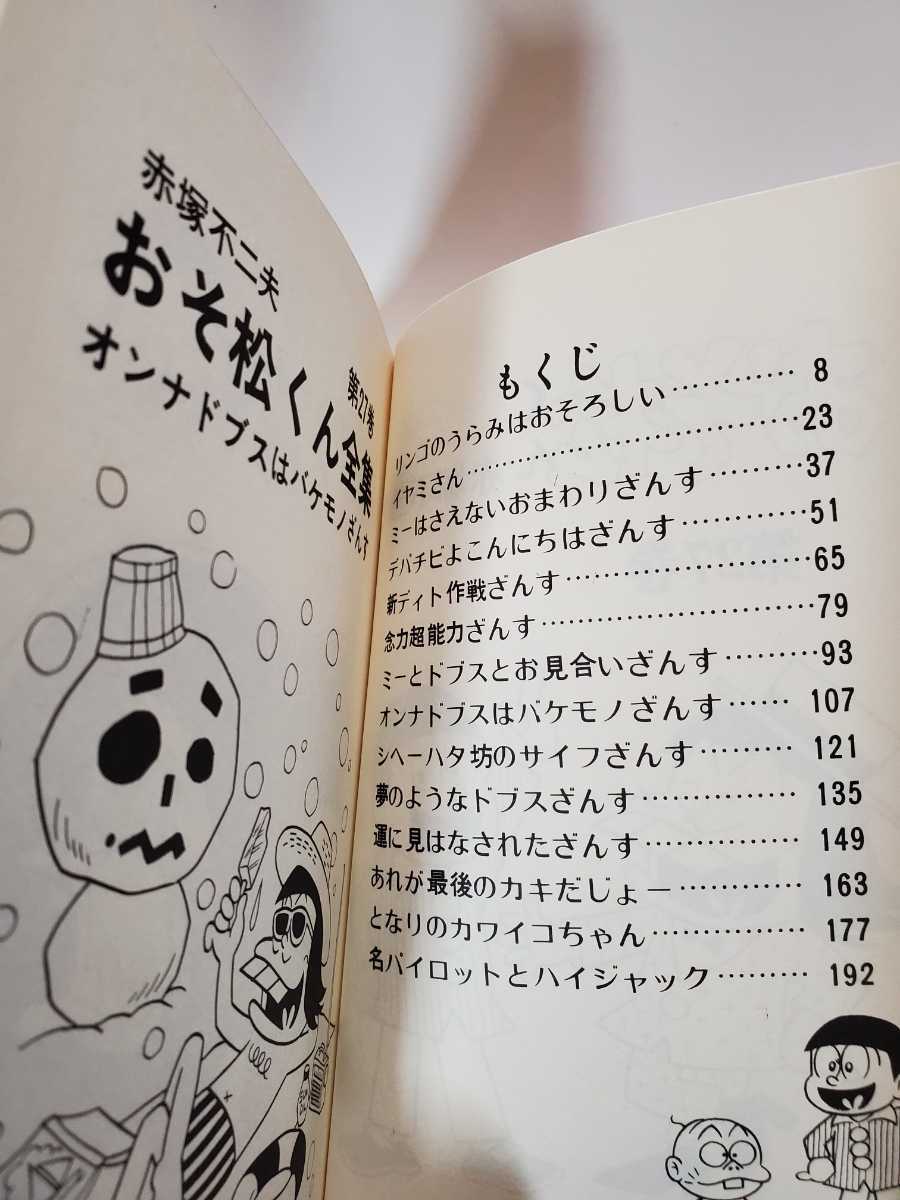 赤塚不二夫
おそ松くん全集
第27巻
オンナドブスはバケモノざんす
もくじ
リンゴのうらみはおそろしい…………8
イヤミさん…………23
ミーはさえないおまわりざんす…………37
デパチビよこんにちはざんす…………51
新ディト作戦ざんす…………65
念力超能力ざんす…………79
ミーとドブスとお見合いざんす………93
オンナドブスはバケモノざんす……107
シヘーハタ坊のサイフざんす………121
夢のようなドブスざんす…………135
運に見はなされたざんす…………149
あれが最後のカキだじょー…………163
となりのカワイコちゃん…………177
名パイロットとハイジャック………192